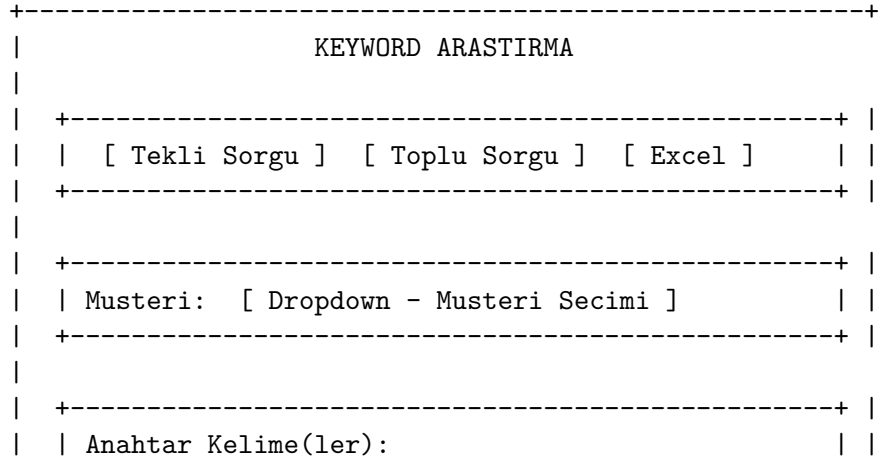 +-------------------------------------------------------+
|                   KEYWORD ARASTIRMA
|
|  +--------------------------------------------------+ |
|  |  [ Tekli Sorgu ]  [ Toplu Sorgu ]  [ Excel ]     | |
|  +--------------------------------------------------+ |
|
|  +--------------------------------------------------+ |
|  | Musteri:  [ Dropdown - Musteri Secimi ]          | |
|  +--------------------------------------------------+ |
|
|  +--------------------------------------------------+ |
|  | Anahtar Kelime(ler):                             | |